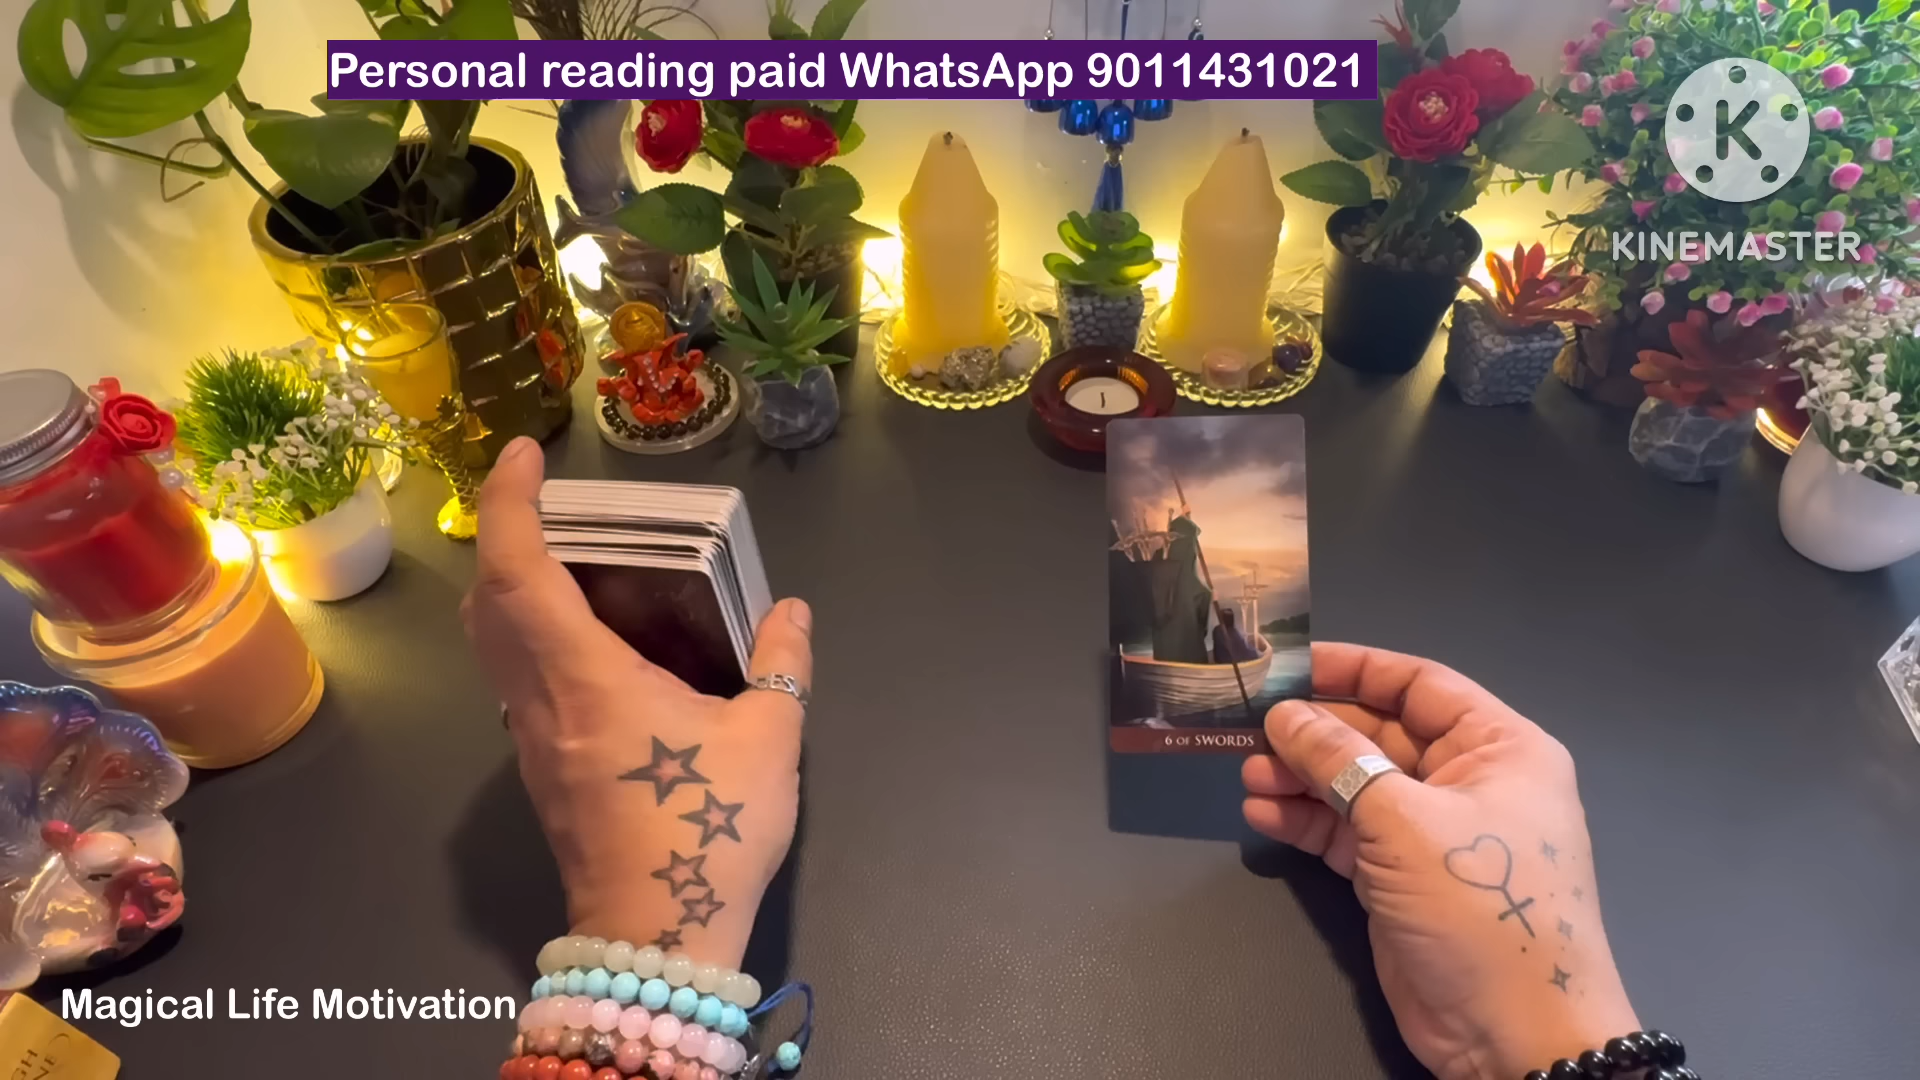 Personal reading paid WhatsApp 9011431021
K
KINEMASTER
6 OF SWORDS
Magical Life Motivation